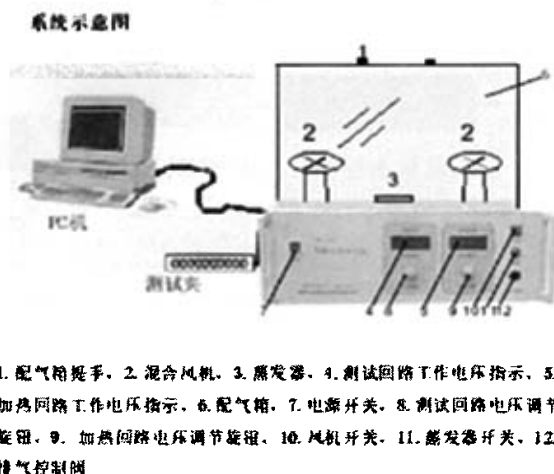 系统示意图
1
6
2
2
3
PC机
测试夹
7
4
8
5
9
10
11
12
1. 配气箱提手、2. 混合风机、3. 蒸发器、4. 测试回路工作电压指示、5.
加热回路工作电压指示、6. 配气箱、7. 电源开关、8. 测试回路电压调节
旋钮、9. 加热回路电压调节旋钮、10. 风机开关、11. 蒸发器开关、12.
排气控制阀